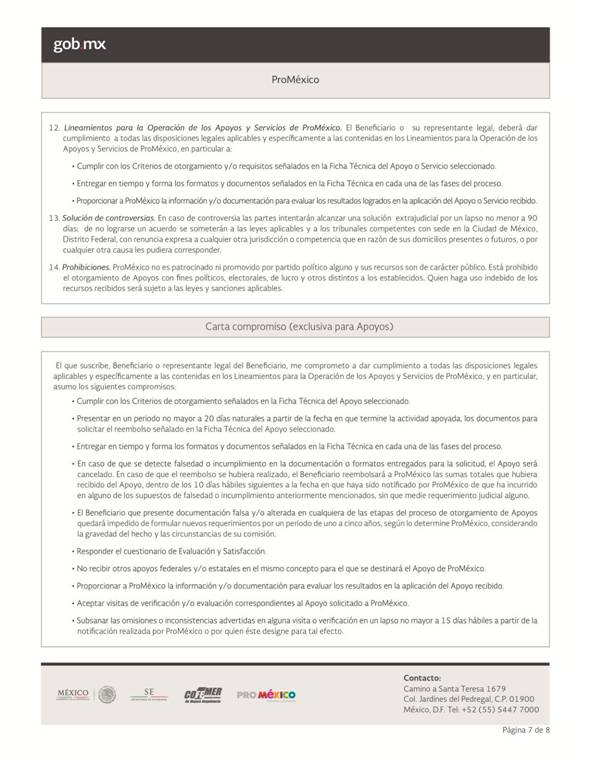 gob.mx
ProMéxico
12. Lineamientos para la Operación de los Apoyos y Servicios de ProMéxico. El Beneficiario o su representante legal, deberá dar
cumplimiento a todas las disposiciones legales aplicables y específicamente a las contenidas en los Lineamientos para la Operación de los
Apoyos y Servicios de ProMéxico, en particular a:
• Cumplir con los Criterios de otorgamiento y/o requisitos señalados en la Ficha Técnica del Apoyo o Servicio seleccionado.
• Entregar en tiempo y forma los formatos y documentos señalados en la Ficha Técnica en cada una de las fases del proceso.
• Proporcionar a ProMéxico la información y/o documentación para evaluar los resultados logrados en la aplicación del Apoyo o Servicio recibido.
13. Solución de controversias. En caso de controversia las partes intentarán alcanzar una solución extrajudicial por un lapso no menor a 90
días; de no lograrse un acuerdo se someterán a las leyes aplicables y a los tribunales competentes con sede en la Ciudad de México,
Distrito Federal, con renuncia expresa a cualquier otra jurisdicción o competencia que en razón de sus domicilios presentes o futuros, o por
cualquier otra causa les pudiera corresponder.
14. Prohibiciones. ProMéxico no es patrocinado ni promovido por partido político alguno y sus recursos son de carácter público. Está prohibido
el otorgamiento de Apoyos con fines políticos, electorales, de lucro y otros distintos a los establecidos. Quien haga uso indebido de los
recursos recibidos será sujeto a las leyes y sanciones aplicables.
Carta compromiso (exclusiva para Apoyos)
El que suscribe, Beneficiario o representante legal del Beneficiario, me comprometo a dar cumplimiento a todas las disposiciones legales
aplicables y específicamente a las contenidas en los Lineamientos para la Operación de los Apoyos y Servicios de ProMéxico, y en particular,
asumo los siguientes compromisos:
• Cumplir con los Criterios de otorgamiento señalados en la Ficha Técnica del Apoyo seleccionado.
• Presentar en un periodo no mayor a 20 días naturales a partir de la fecha en que termine la actividad apoyada, los documentos para
solicitar el reembolso señalado en la Ficha Técnica del Apoyo seleccionado.
• Entregar en tiempo y forma los formatos y documentos señalados en la Ficha Técnica en cada una de las fases del proceso.
• En caso de que se detecte falsedad o incumplimiento en la documentación o formatos entregados para la solicitud, el Apoyo será
cancelado. En caso de que el reembolso se hubiera realizado, el Beneficiario reembolsará a ProMéxico las sumas totales que hubiera
recibido del Apoyo, dentro de los 10 días hábiles siguientes a la fecha en que haya sido notificado por ProMéxico de que ha incurrido
en alguno de los supuestos de falsedad o incumplimiento anteriormente mencionados, sin que medie requerimiento judicial alguno.
• El Beneficiario que presente documentación falsa y/o alterada en cualquiera de las etapas del proceso de otorgamiento de Apoyos
quedará impedido de formular nuevos requerimientos por un periodo de uno a cinco años, según lo determine ProMéxico, considerando
la gravedad del hecho y las circunstancias de su comisión.
• Responder el cuestionario de Evaluación y Satisfacción.
• No recibir otros apoyos federales y/o estatales en el mismo concepto para el que se destinará el Apoyo de ProMéxico.
• Proporcionar a ProMéxico la información y/o documentación para evaluar los resultados en la aplicación del Apoyo recibido.
• Aceptar visitas de verificación y/o evaluación correspondientes al Apoyo solicitado a ProMéxico.
• Subsanar las omisiones o inconsistencias advertidas en alguna visita o verificación en un lapso no mayor a 15 días hábiles a partir de la
notificación realizada por ProMéxico o por quien éste designe para tal efecto.
MÉXICO
SE
COFEMER
PROMÉXICO
Contacto:
Camino a Santa Teresa 1679
Col. Jardines del Pedregal, C.P. 01900
México, D.F. Tel: +52 (55) 5447 7000
Página 7 de 8